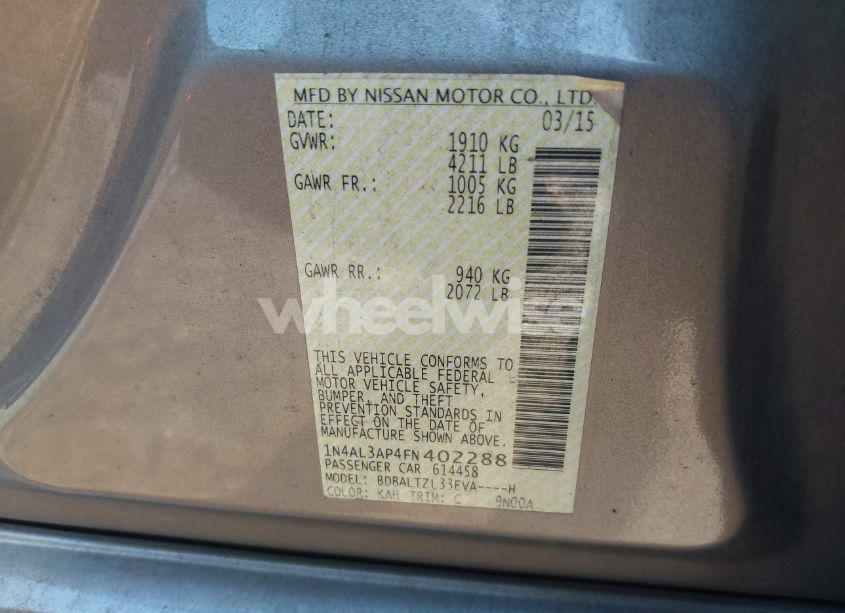 MFD BY NISSAN MOTOR CO., LTD.
DATE: 03/15
GVWR: 1910 KG
4211 LB
GAWR FR.: 1005 KG
2216 LB
GAWR RR.: 940 KG
2072 LB
wheelwise
THIS VEHICLE CONFORMS TO
ALL APPLICABLE FEDERAL
MOTOR VEHICLE SAFETY,
BUMPER, AND THEFT
PREVENTION STANDARDS IN
EFFECT ON THE DATE OF
MANUFACTURE SHOWN ABOVE.
1N4AL3AP4FN402288
PASSENGER CAR 614458
MODEL: BDBALTZL33EVA----H
COLOR: KAH TRIM: C 9N00A